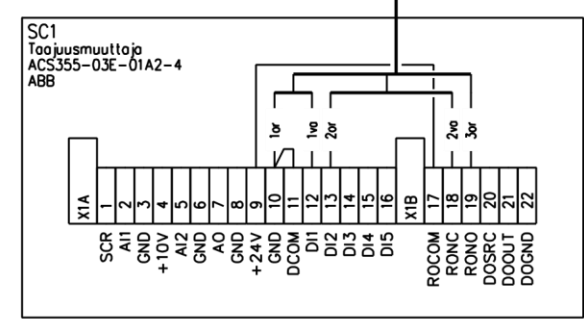 SC1
Taajuusmuuttaja
ACS355-03E-01A2-4
ABB
1or 1va 2or 2va 3or
X1A 1 2 3 4 5 6 7 8 9 10 11 12 13 14 15 16 X1B 17 18 19 20 21 22
SCR AI1 GND +10V AI2 GND AO GND +24V GND DCOM DI1 DI2 DI3 DI4 DI5 ROCOM RONC RONO DOSRC DOOUT DOGND